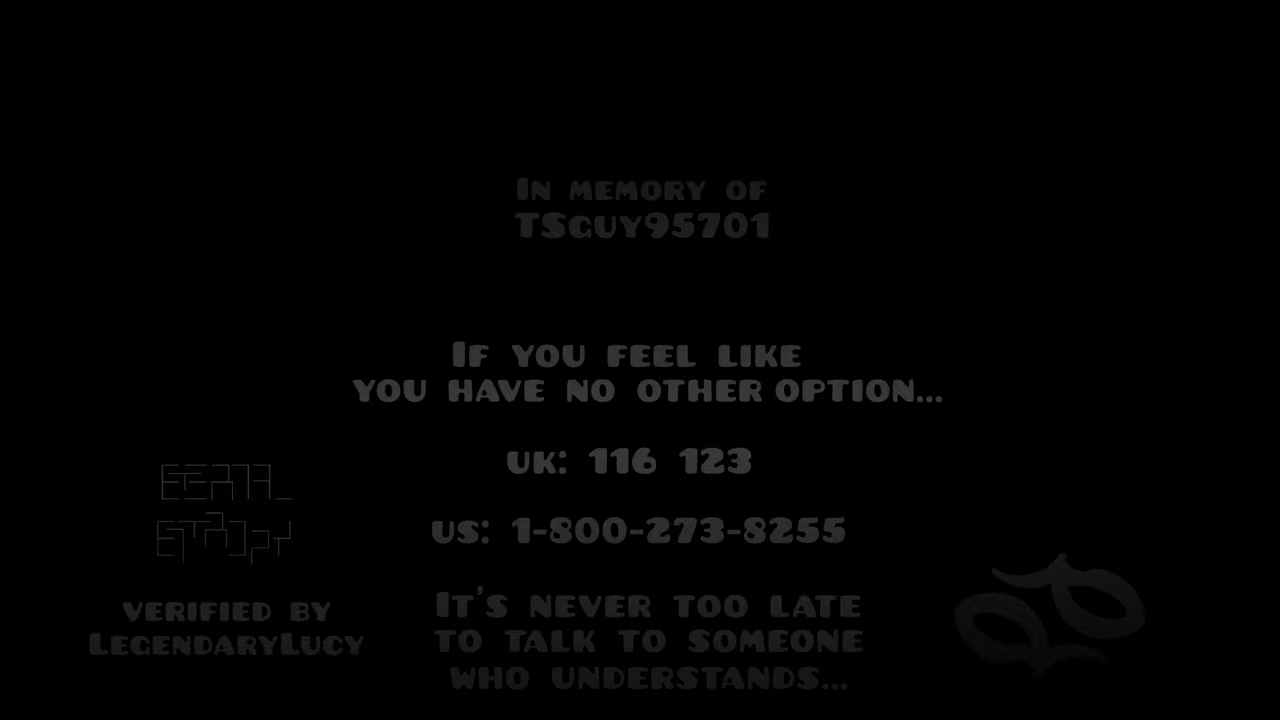 In memory of
TSguy95701
If you feel like
you have no other option...
UK: 116 123
US: 1-800-273-8255
It's never too late
to talk to someone
who understands...
verified by
LegendaryLucy